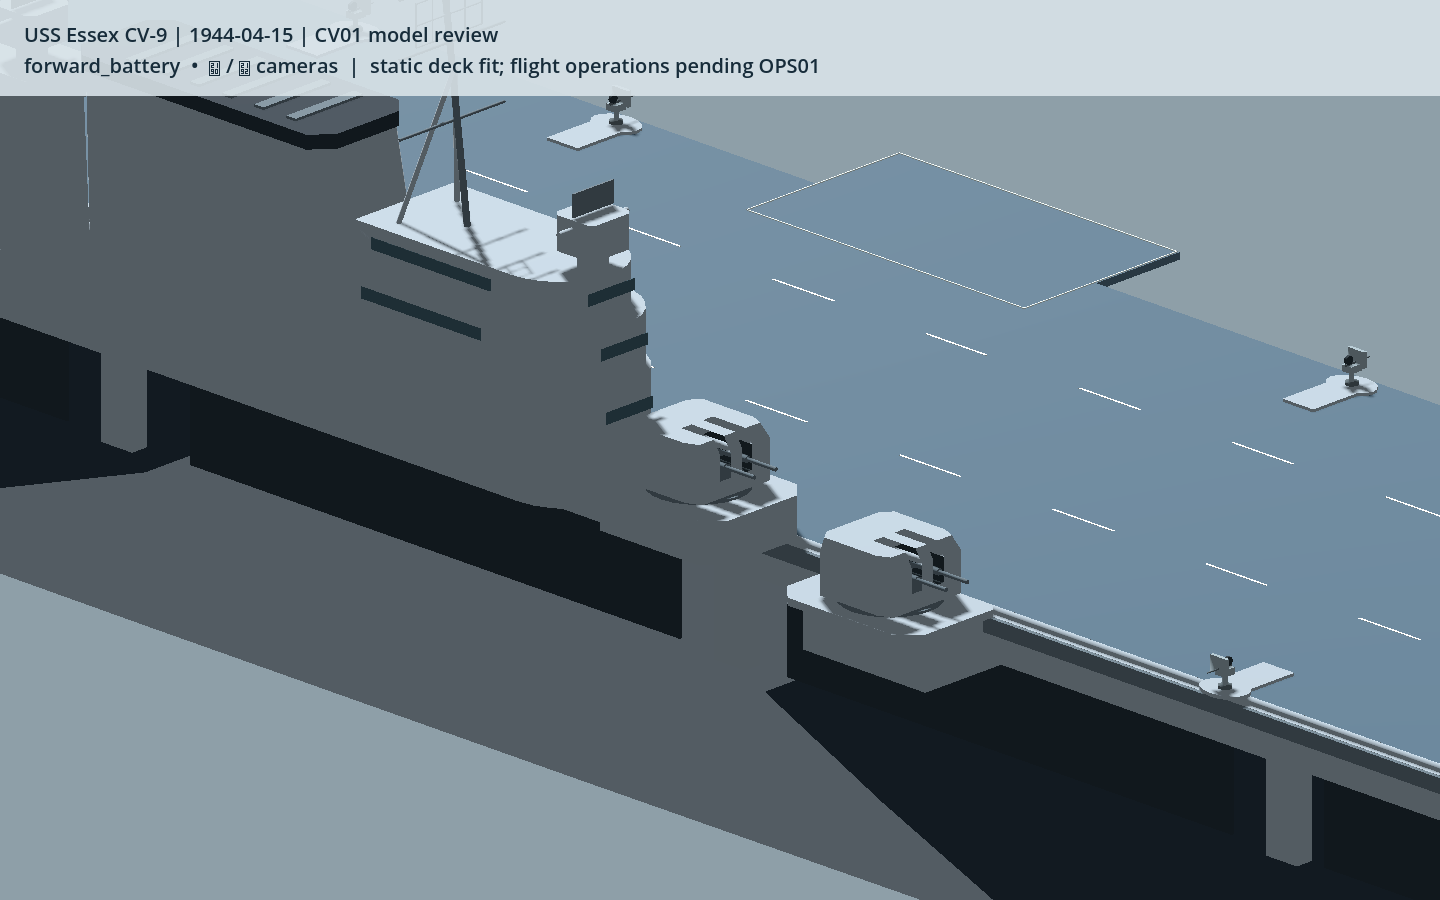 USS Essex CV-9 | 1944-04-15 | CV01 model review
forward_battery • / cameras | static deck fit; flight operations pending OPS01